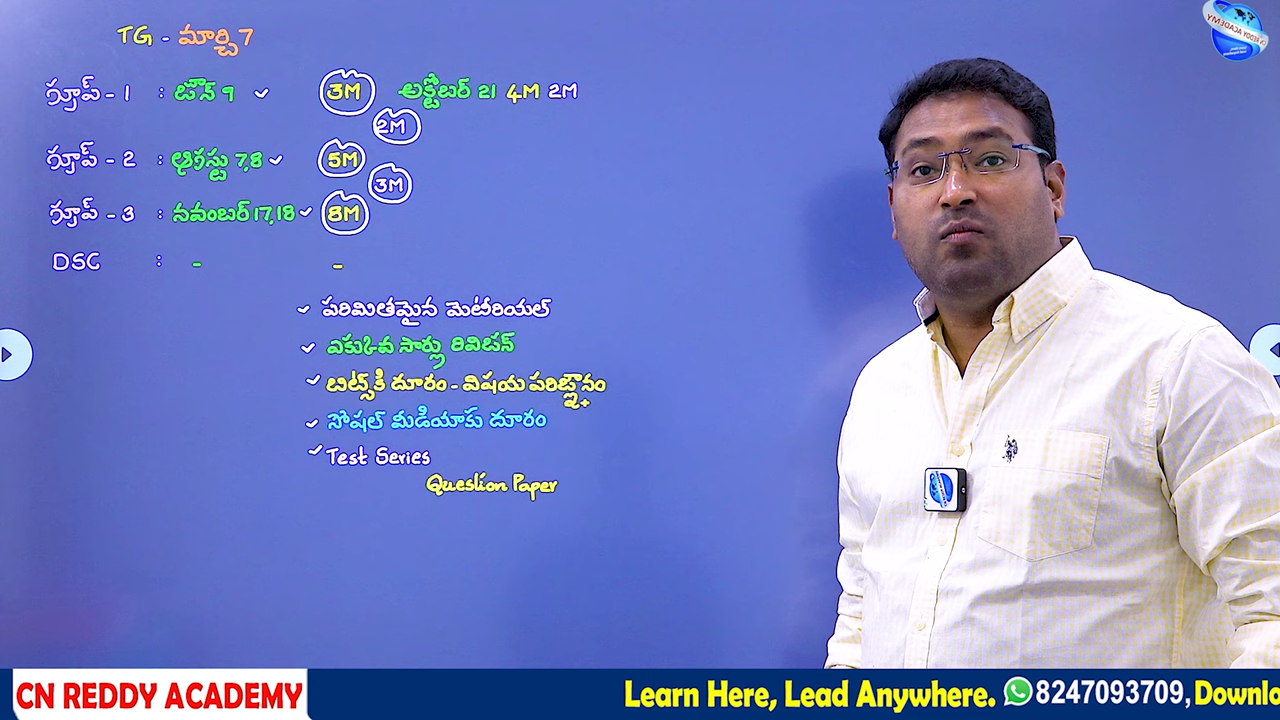 TG - మార్చి 7
గ్రూప్ - 1 : జూన్ 9 ✓ 3M అక్టోబర్ 21 4M 2M
2M
గ్రూప్ - 2 : ఆగస్టు 7,8 ✓ 5M
3M
గ్రూప్ - 3 : నవంబర్ 17,18 ✓ 8M
DSC : - -
✓ పరిమితమైన మెటీరియల్
✓ ఎక్కువ సార్లు రివిజన్
✓ బిట్స్‌కి దూరం - విషయ పరిజ్ఞానం
✓ సోషల్ మీడియాకు దూరం
✓ Test Series
Question Paper
CN REDDY ACADEMY
Learn Here, Lead Anywhere. 8247093709, Downlo